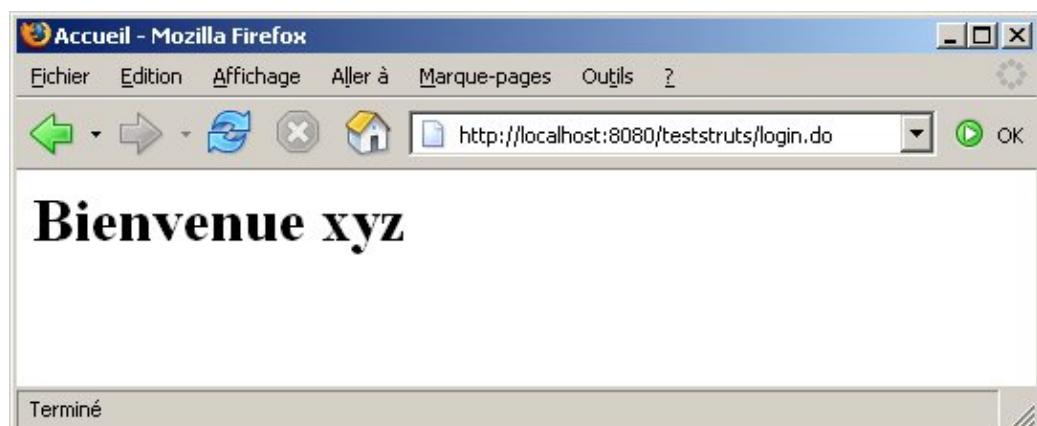 Accueil - Mozilla Firefox
Fichier Edition Affichage Aller à Marque-pages Outils ?
http://localhost:8080/teststruts/login.do OK
Bienvenue xyz
Terminé